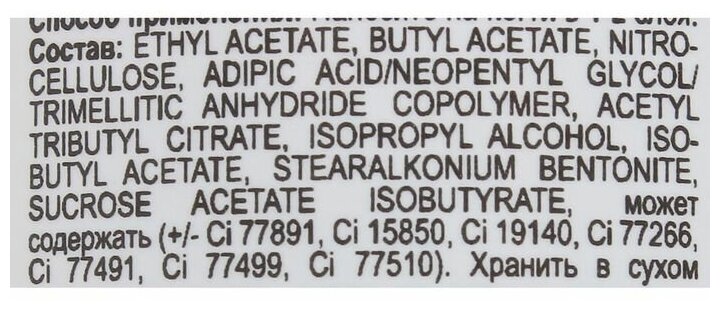 Состав: ETHYL ACETATE, BUTYL ACETATE, NITRO-
CELLULOSE, ADIPIC ACID/NEOPENTYL GLYCOL/
TRIMELLITIC ANHYDRIDE COPOLYMER, ACETYL
TRIBUTYL CITRATE, ISOPROPYL ALCOHOL, ISO-
BUTYL ACETATE, STEARALKONIUM BENTONITE,
SUCROSE ACETATE ISOBUTYRATE, может
содержать (+/- Ci 77891, Ci 15850, Ci 19140, Ci 77266,
Ci 77491, Ci 77499, Ci 77510). Хранить в сухом